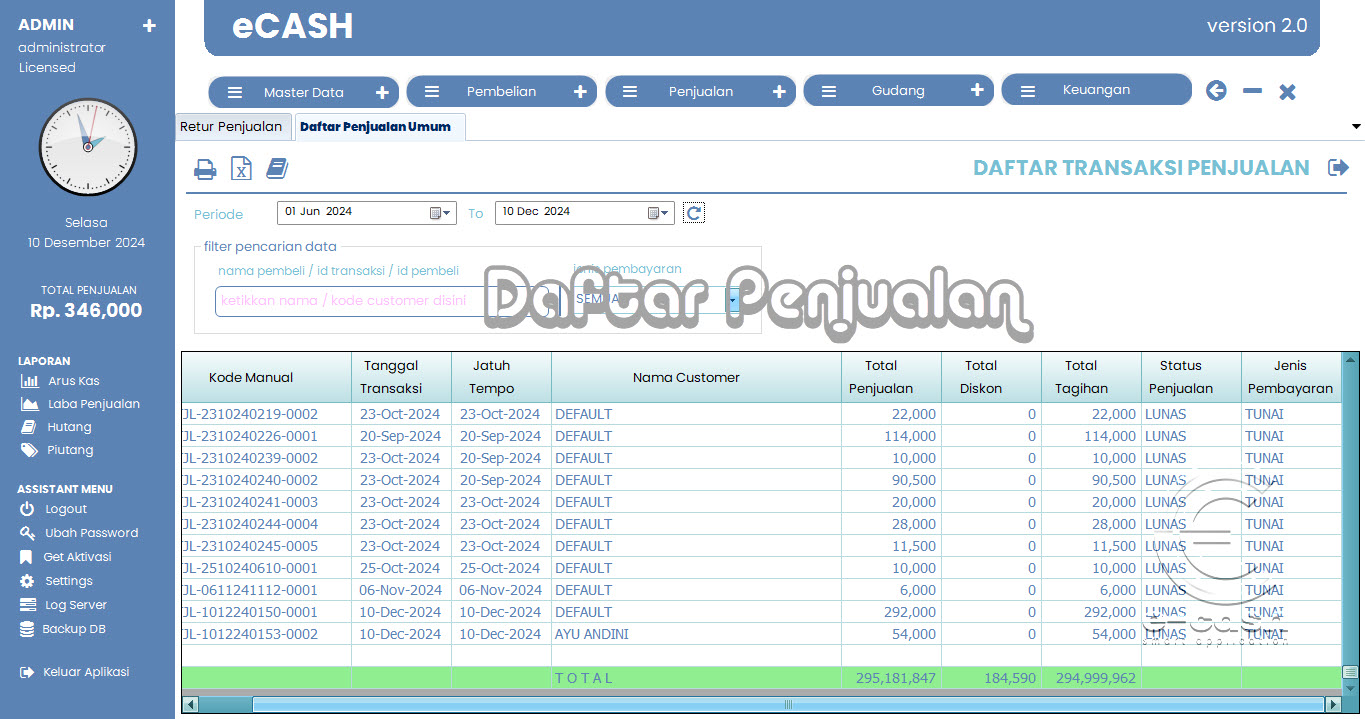 ADMIN
administrator
Licensed
Selasa
10 Desember 2024
TOTAL PENJUALAN
Rp. 346,000
LAPORAN
Arus Kas
Laba Penjualan
Hutang
Piutang
ASSISTANT MENU
Logout
Ubah Password
Get Aktivasi
Settings
Log Server
Backup DB
Keluar Aplikasi
eCASH version 2.0
Master Data Pembelian Penjualan Gudang Keuangan
Retur Penjualan Daftar Penjualan Umum
DAFTAR TRANSAKSI PENJUALAN
Periode 01 Jun 2024 To 10 Dec 2024
filter pencarian data
nama pembeli / id transaksi / id pembeli jenis pembayaran
ketikkan nama / kode customer disini SEMUA
Daftar Penjualan
Kode Manual Tanggal Transaksi Jatuh Tempo Nama Customer Total Penjualan Total Diskon Total Tagihan Status Penjualan Jenis Pembayaran
JL-2310240219-0002 23-Oct-2024 23-Oct-2024 DEFAULT 22,000 0 22,000 LUNAS TUNAI
JL-2310240226-0001 20-Sep-2024 20-Sep-2024 DEFAULT 114,000 0 114,000 LUNAS TUNAI
JL-2310240239-0002 23-Oct-2024 20-Sep-2024 DEFAULT 10,000 0 10,000 LUNAS TUNAI
JL-2310240240-0002 23-Oct-2024 20-Sep-2024 DEFAULT 90,500 0 90,500 LUNAS TUNAI
JL-2310240241-0003 23-Oct-2024 23-Oct-2024 DEFAULT 20,000 0 20,000 LUNAS TUNAI
JL-2310240244-0004 23-Oct-2024 23-Oct-2024 DEFAULT 28,000 0 28,000 LUNAS TUNAI
JL-2310240245-0005 23-Oct-2024 23-Oct-2024 DEFAULT 11,500 0 11,500 LUNAS TUNAI
JL-2510240610-0001 25-Oct-2024 25-Oct-2024 DEFAULT 10,000 0 10,000 LUNAS TUNAI
JL-0611241112-0001 06-Nov-2024 06-Nov-2024 DEFAULT 6,000 0 6,000 LUNAS TUNAI
JL-1012240150-0001 10-Dec-2024 10-Dec-2024 DEFAULT 292,000 0 292,000 LUNAS TUNAI
JL-1012240153-0002 10-Dec-2024 10-Dec-2024 AYU ANDINI 54,000 0 54,000 LUNAS TUNAI
e-cash
smart application
T O T A L 295,181,847 184,590 294,999,962